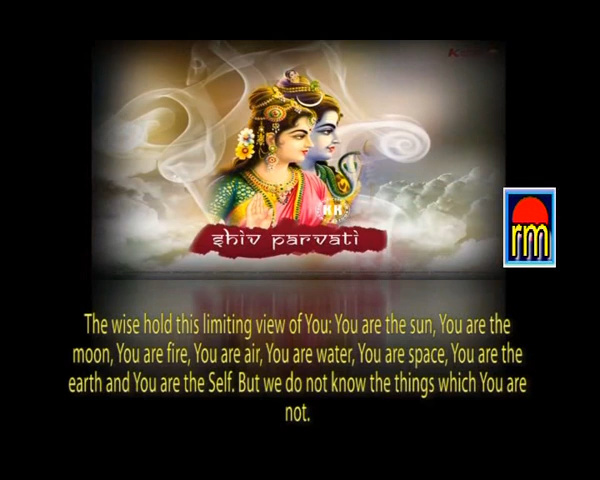 KK
shiv parvati
rm
The wise hold this limiting view of You: You are the sun, You are the
moon, You are fire, You are air, You are water, You are space, You are the
earth and You are the Self. But we do not know the things which You are
not.